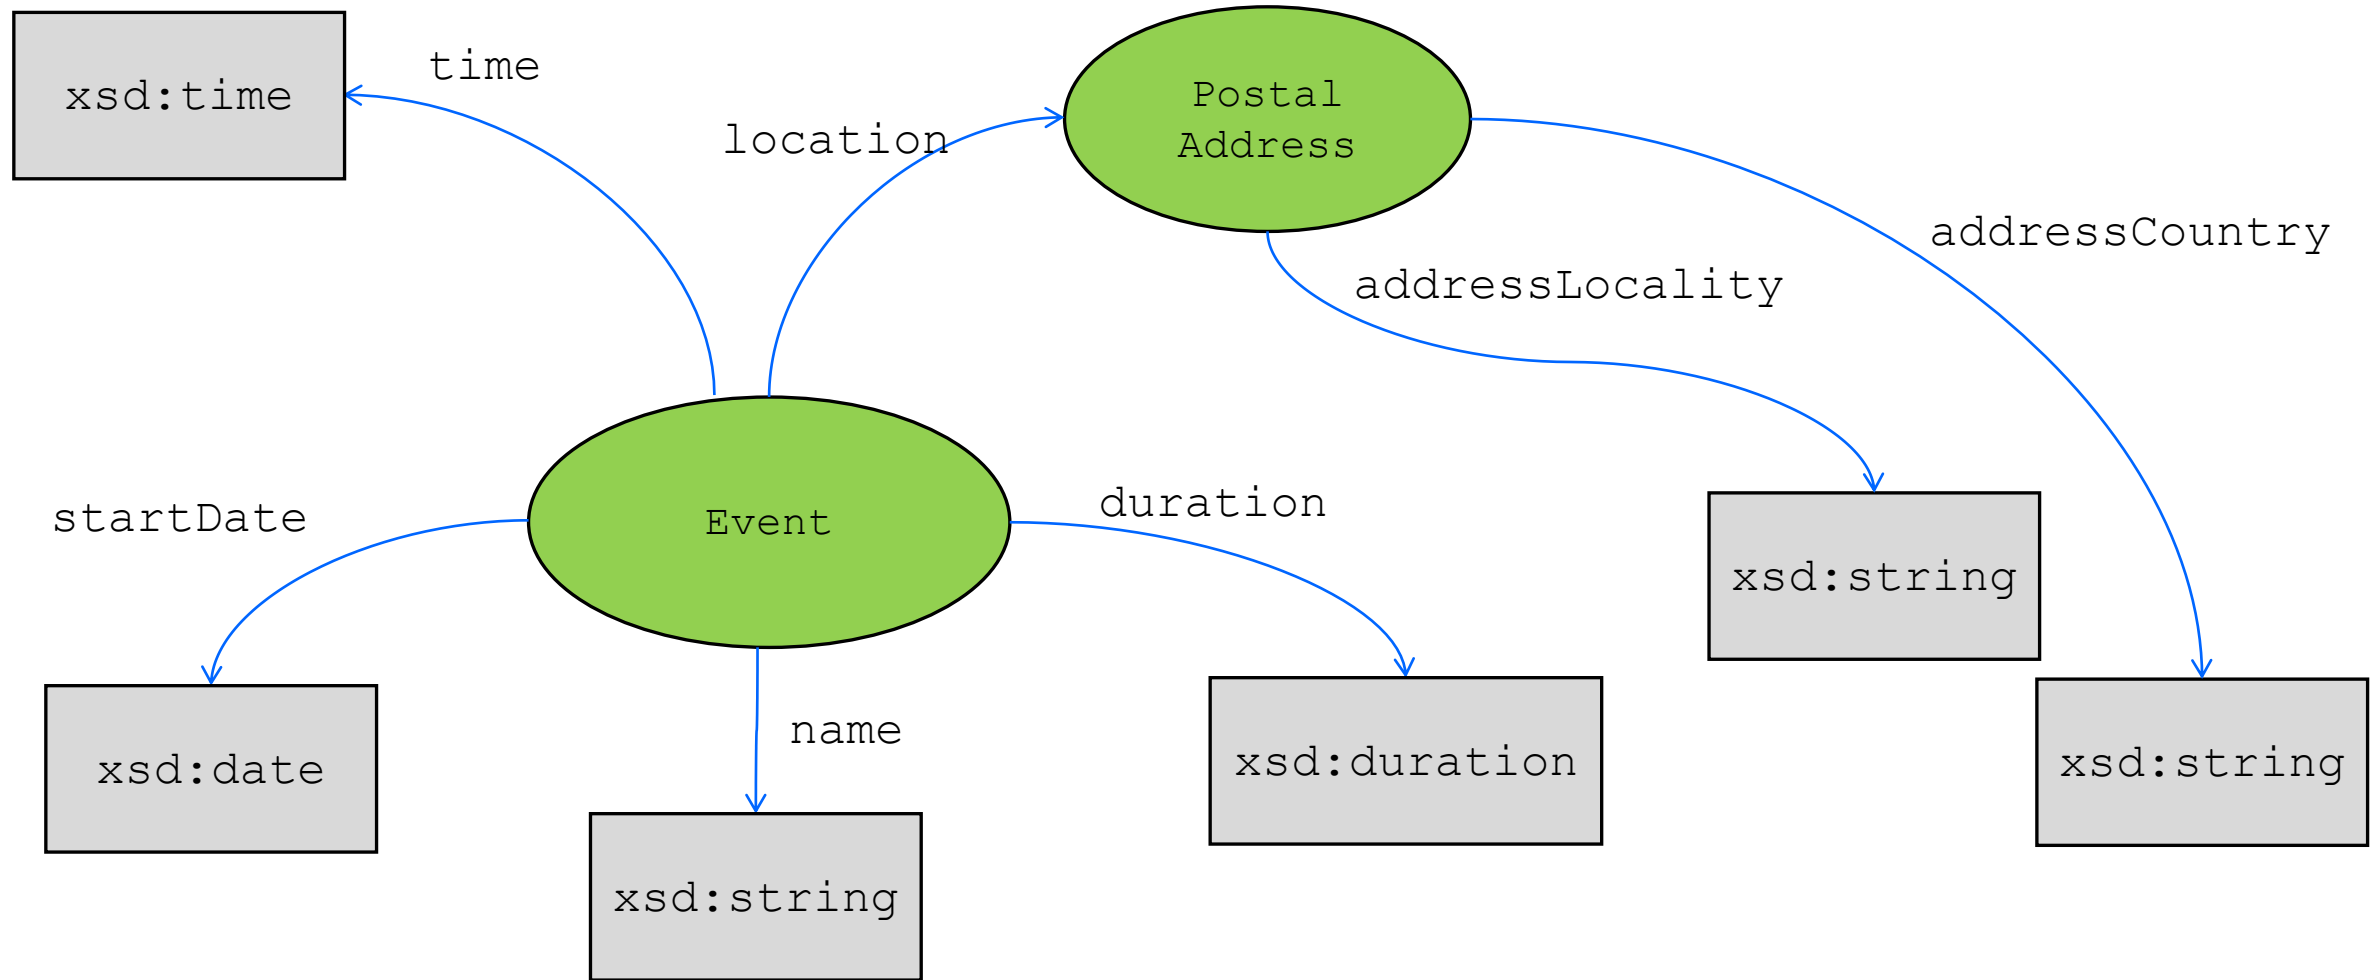 time
xsd:time
Postal
Address
location
addressCountry
addressLocality
startDate
Event
duration
xsd:string
name
xsd:date
xsd:duration
xsd:string
xsd:string